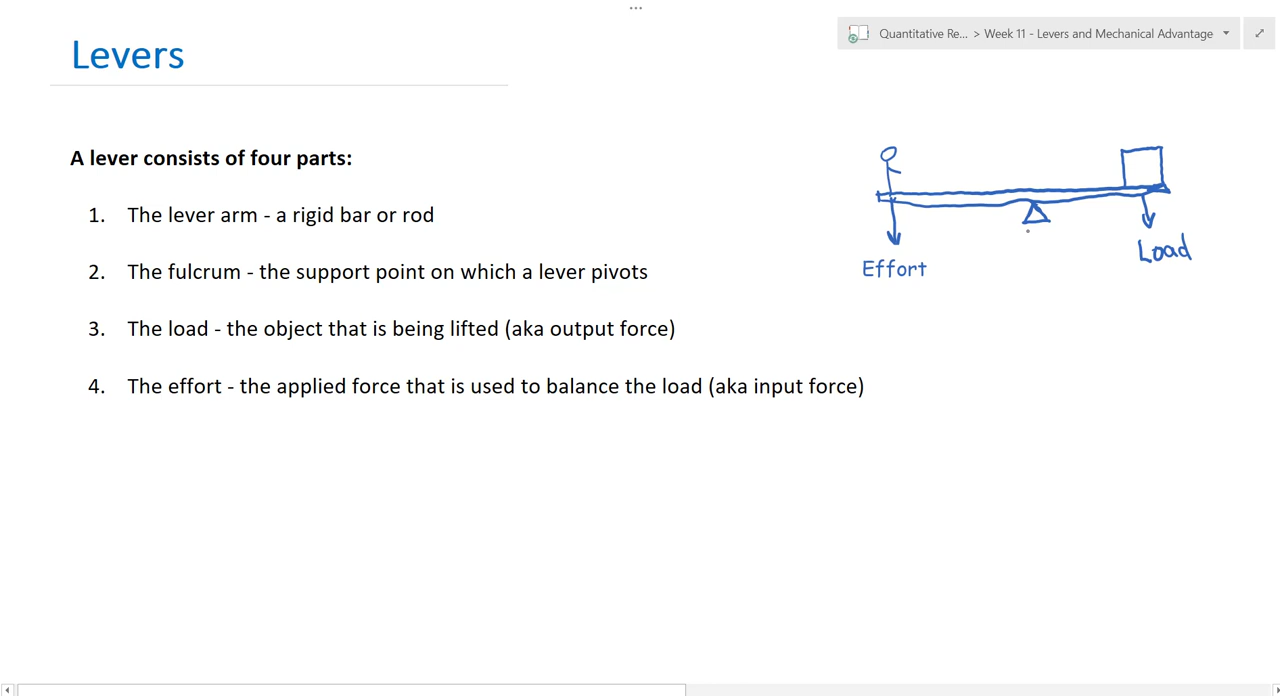 ...
Quantitative Re... > Week 11 - Levers and Mechanical Advantage
Levers
A lever consists of four parts:
1. The lever arm - a rigid bar or rod
2. The fulcrum - the support point on which a lever pivots
3. The load - the object that is being lifted (aka output force)
4. The effort - the applied force that is used to balance the load (aka input force)
Effort
Load